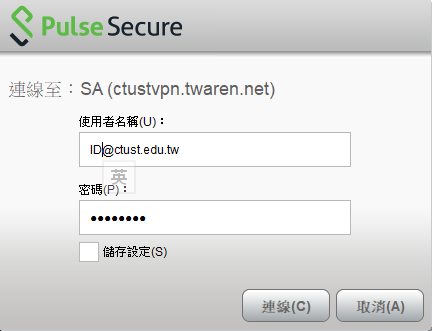 Pulse Secure
連線至：SA (ctustvpn.twaren.net)
使用者名稱(U)：
ID@ctust.edu.tw
英
密碼(P)：
●●●●●●●●
儲存設定(S)
連線(C)
取消(A)